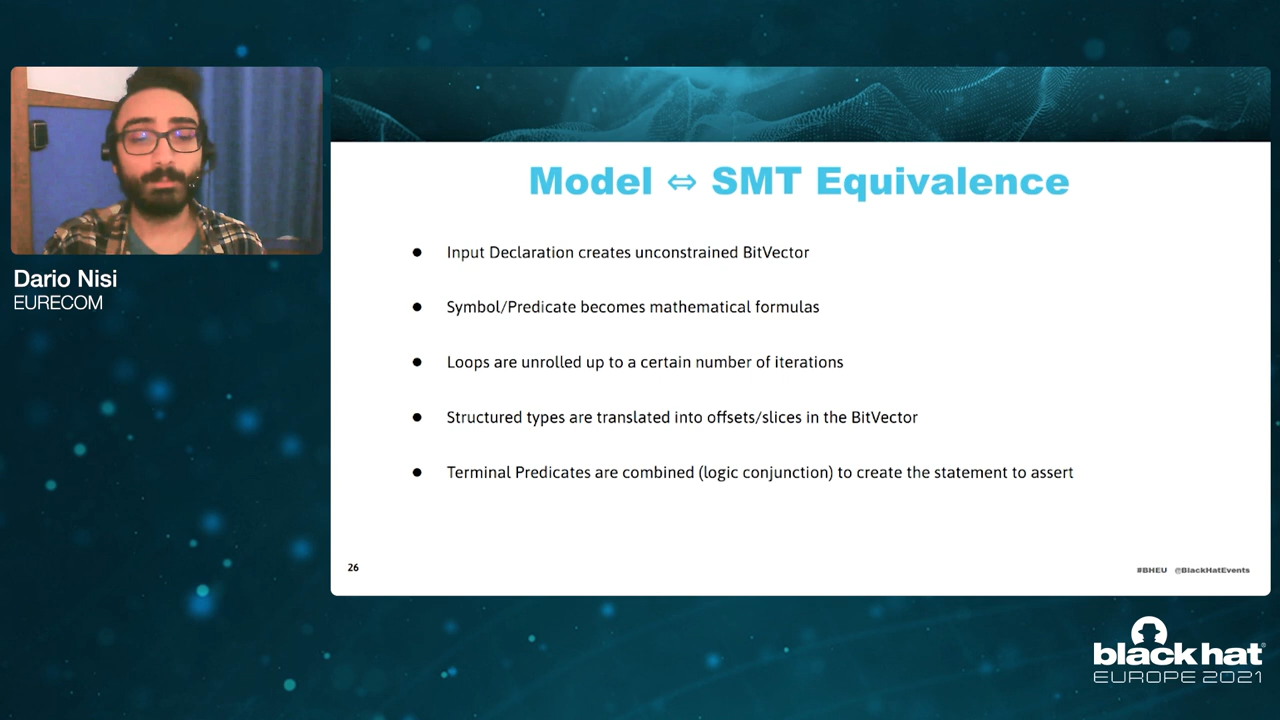 Dario Nisi
EURECOM
Model ⇔ SMT Equivalence
● Input Declaration creates unconstrained BitVector
● Symbol/Predicate becomes mathematical formulas
● Loops are unrolled up to a certain number of iterations
● Structured types are translated into offsets/slices in the BitVector
● Terminal Predicates are combined (logic conjunction) to create the statement to assert
26
#BHEU @BlackHatEvents
black hat®
EUROPE 2021